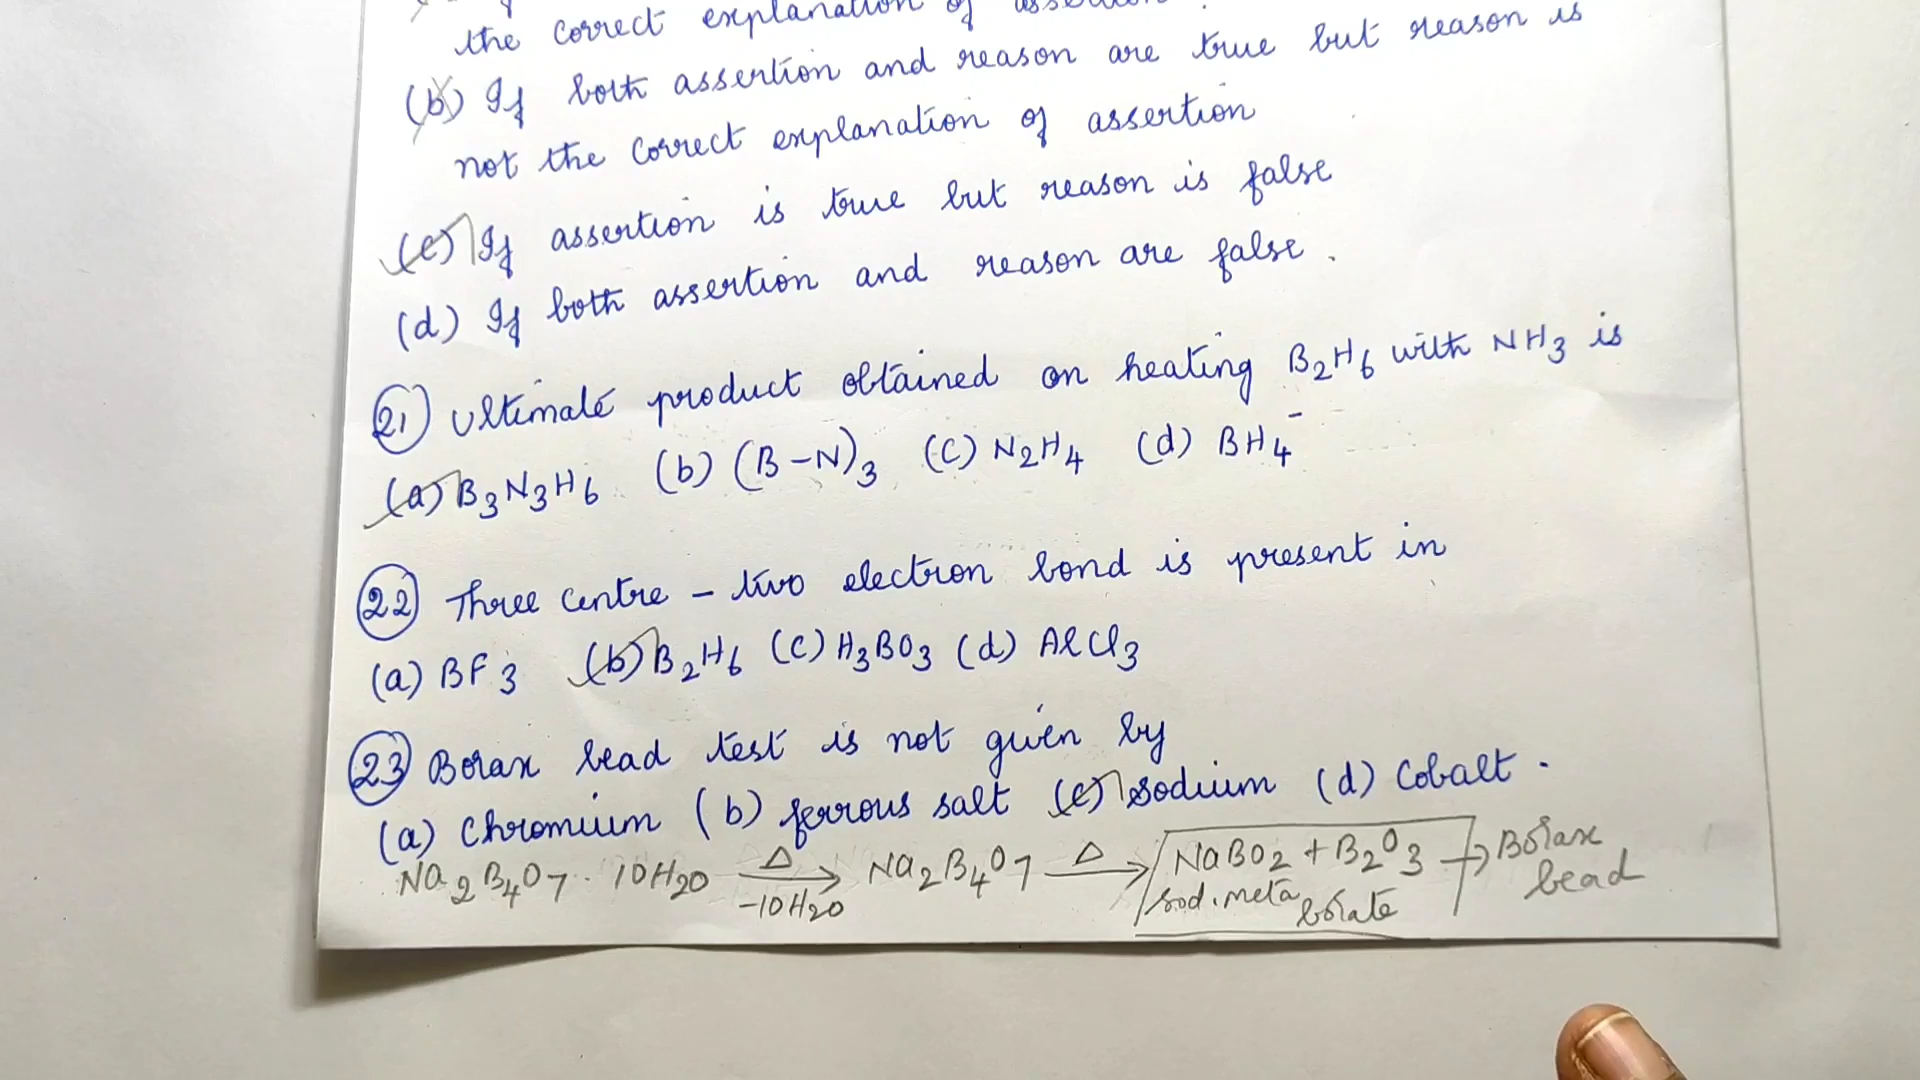 the correct explanation of assertion.
(b) If both assertion and reason are true but reason is
not the correct explanation of assertion
(c) If assertion is true but reason is false
(d) If both assertion and reason are false.
(21) Ultimate product obtained on heating B₂H₆ with NH₃ is
(a) B₃N₃H₆ (b) (B-N)₃ (c) N₂H₄ (d) BH₄⁻
(22) Three centre - two electron bond is present in
(a) BF₃ (b) B₂H₆ (c) H₃BO₃ (d) AlCl₃
(23) Borax bead test is not given by
(a) Chromium (b) ferrous salt (c) sodium (d) Cobalt.
Na₂B₄O₇·10H₂O Δ→ -10H₂O Na₂B₄O₇ Δ→ NaBO₂ + B₂O₃ → Borax bead
sod. meta borate